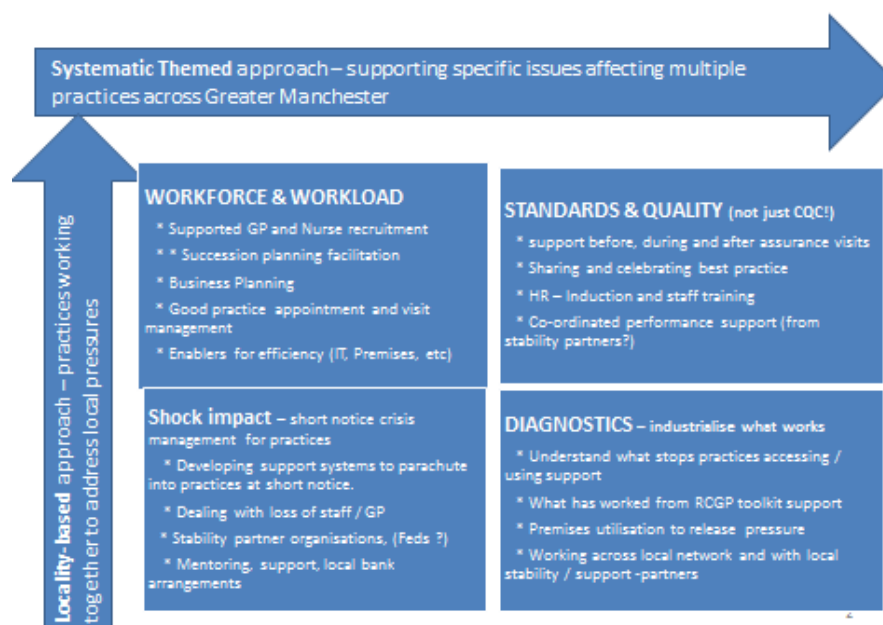 Systematic Themed approach – supporting specific issues affecting multiple
practices across Greater Manchester
Locality-based approach – practices working
together to address local pressures
WORKFORCE & WORKLOAD
* Supported GP and Nurse recruitment
* * Succession planning facilitation
* Business Planning
* Good practice appointment and visit
management
* Enablers for efficiency (IT, Premises, etc)
STANDARDS & QUALITY (not just CQC!)
* support before, during and after assurance visits
* Sharing and celebrating best practice
* HR – Induction and staff training
* Co-ordinated performance support (from
stability partners?)
Shock impact – short notice crisis
management for practices
* Developing support systems to parachute
into practices at short notice.
* Dealing with loss of staff / GP
* Stability partner organisations, (Feds ?)
* Mentoring, support, local bank
arrangements
DIAGNOSTICS – industrialise what works
* Understand what stops practices accessing /
using support
* What has worked from RCGP toolkit support
* Premises utilisation to release pressure
* Working across local network and with local
stability / support -partners
2